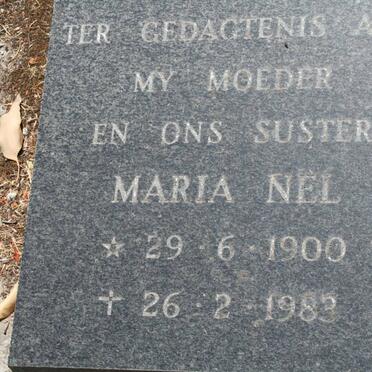 TER GEDAGTENIS A
MY MOEDER
EN ONS SUSTER
MARIA NEL
☆ 29·6·1900
✝ 26·2·1983